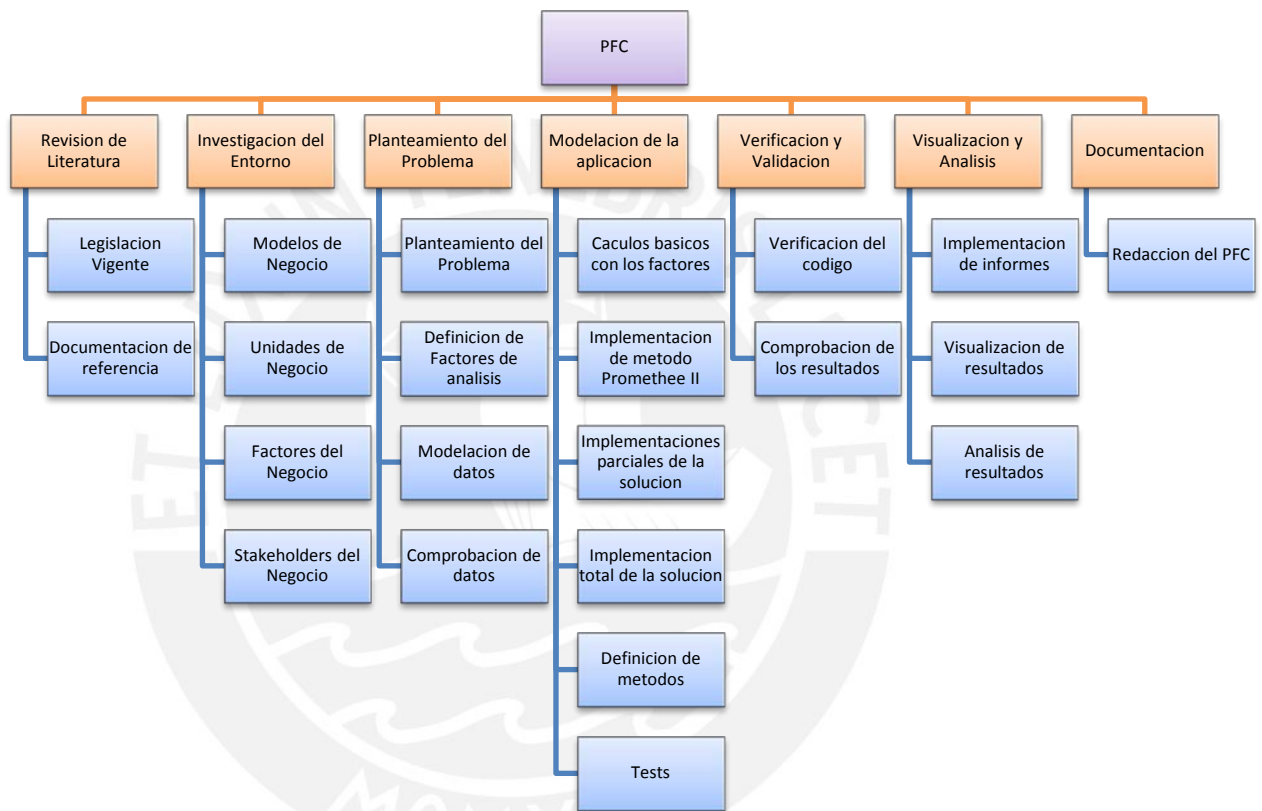 PFC
Revision de
Literatura
Legislacion
Vigente
Documentacion de
referencia
Investigacion del
Entorno
Modelos de
Negocio
Unidades de
Negocio
Factores del
Negocio
Stakeholders del
Negocio
Planteamiento del
Problema
Planteamiento del
Problema
Definicion de
Factores de
analisis
Modelacion de
datos
Comprobacion de
datos
Modelacion de la
aplicacion
Caculos basicos
con los factores
Implementacion
de metodo
Promethee II
Implementaciones
parciales de la
solucion
Implementacion
total de la solucion
Definicion de
metodos
Tests
Verificacion y
Validacion
Verificacion del
codigo
Comprobacion de
los resultados
Visualizacion y
Analisis
Implementacion
de informes
Visualizacion de
resultados
Analisis de
resultados
Documentacion
Redaccion del PFC